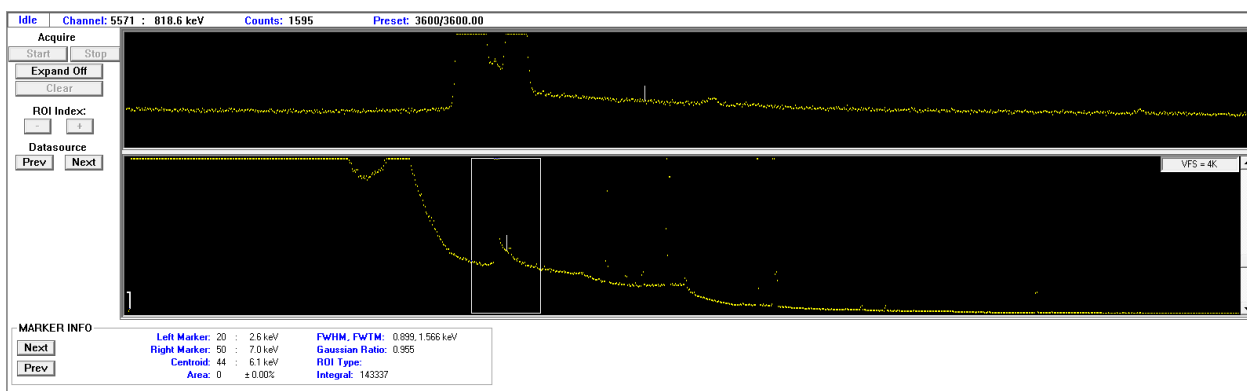 Idle Channel: 5571 : 818.6 keV Counts: 1595 Preset: 3600/3600.00
Acquire
Start Stop
Expand Off
Clear
ROI Index:
- +
Datasource
Prev Next
VFS = 4K
MARKER INFO
Next
Prev
Left Marker: 20 : 2.6 keV FWHM, FWTM: 0.899, 1.566 keV
Right Marker: 50 : 7.0 keV Gaussian Ratio: 0.955
Centroid: 44 : 6.1 keV ROI Type:
Area: 0 ± 0.00% Integral: 143337